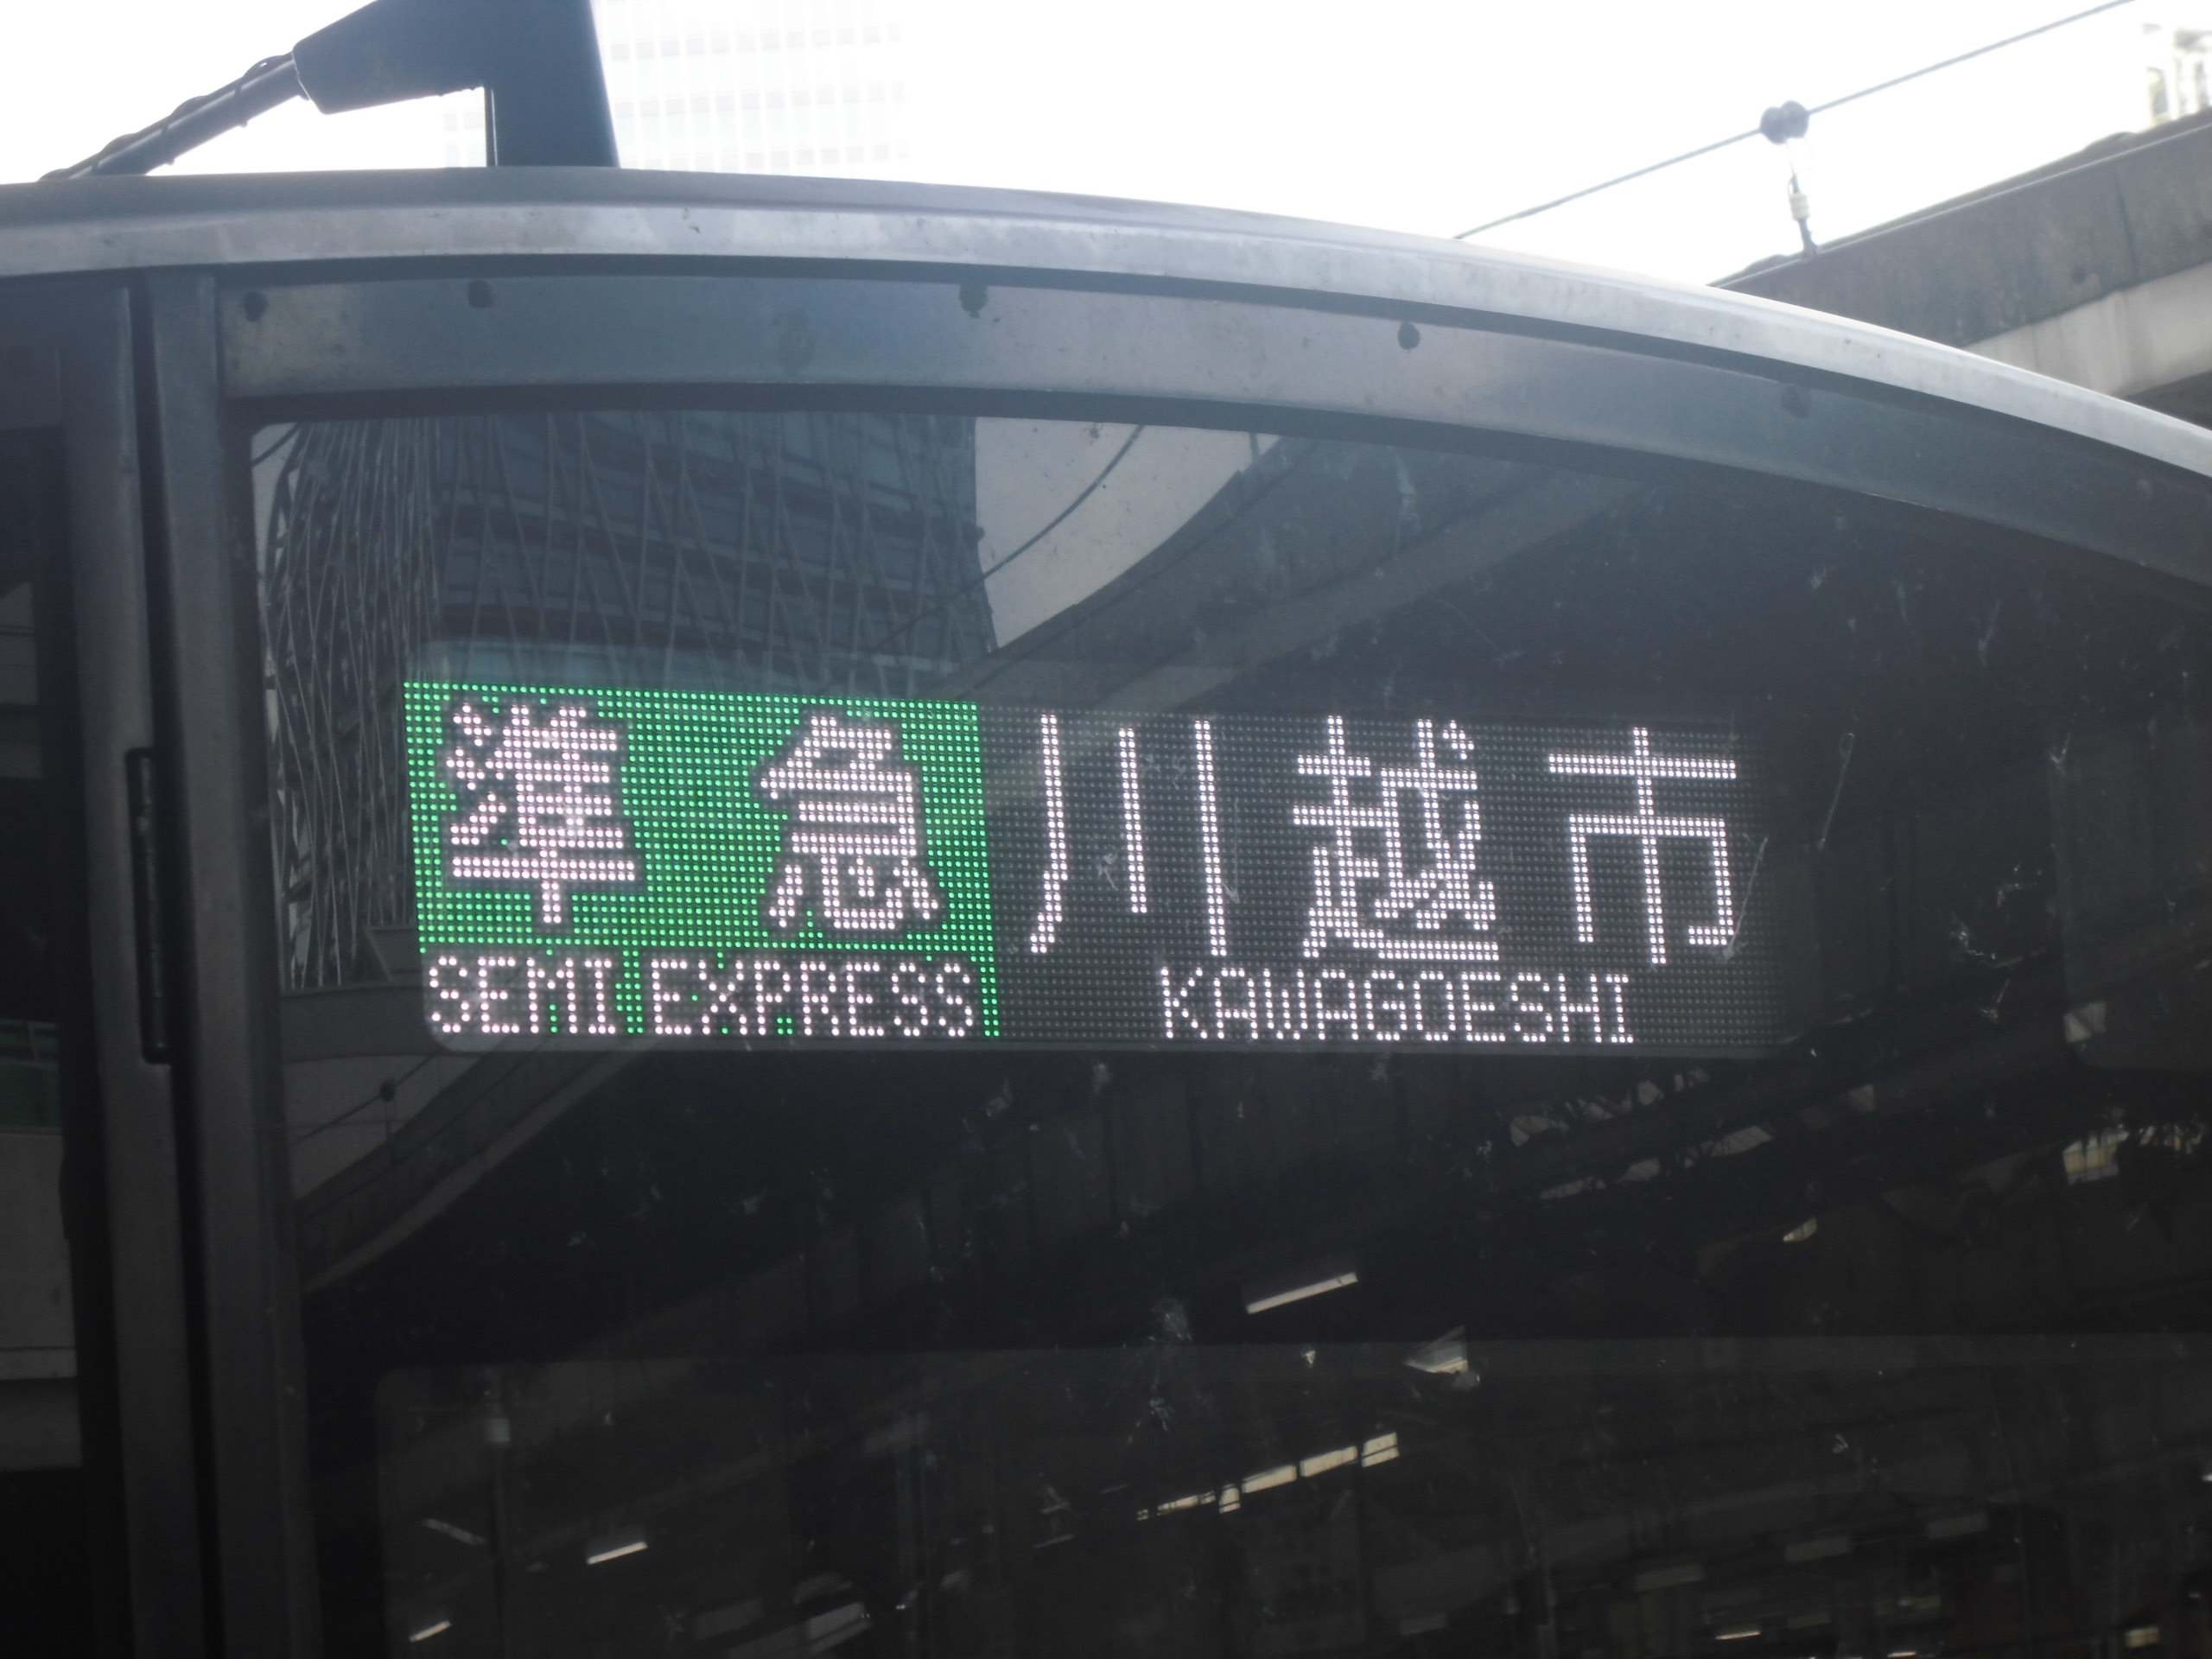 準急 川越市
SEMI EXPRESS KAWAGOESHI